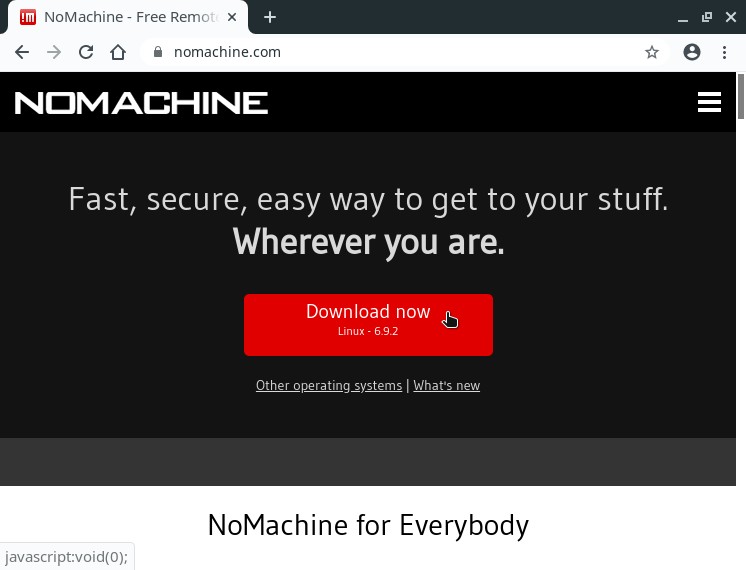 NoMachine - Free Remot
nomachine.com
NOMACHINE
Fast, secure, easy way to get to your stuff.
Wherever you are.
Download now
Linux - 6.9.2
Other operating systems | What's new
NoMachine for Everybody
javascript:void(0);